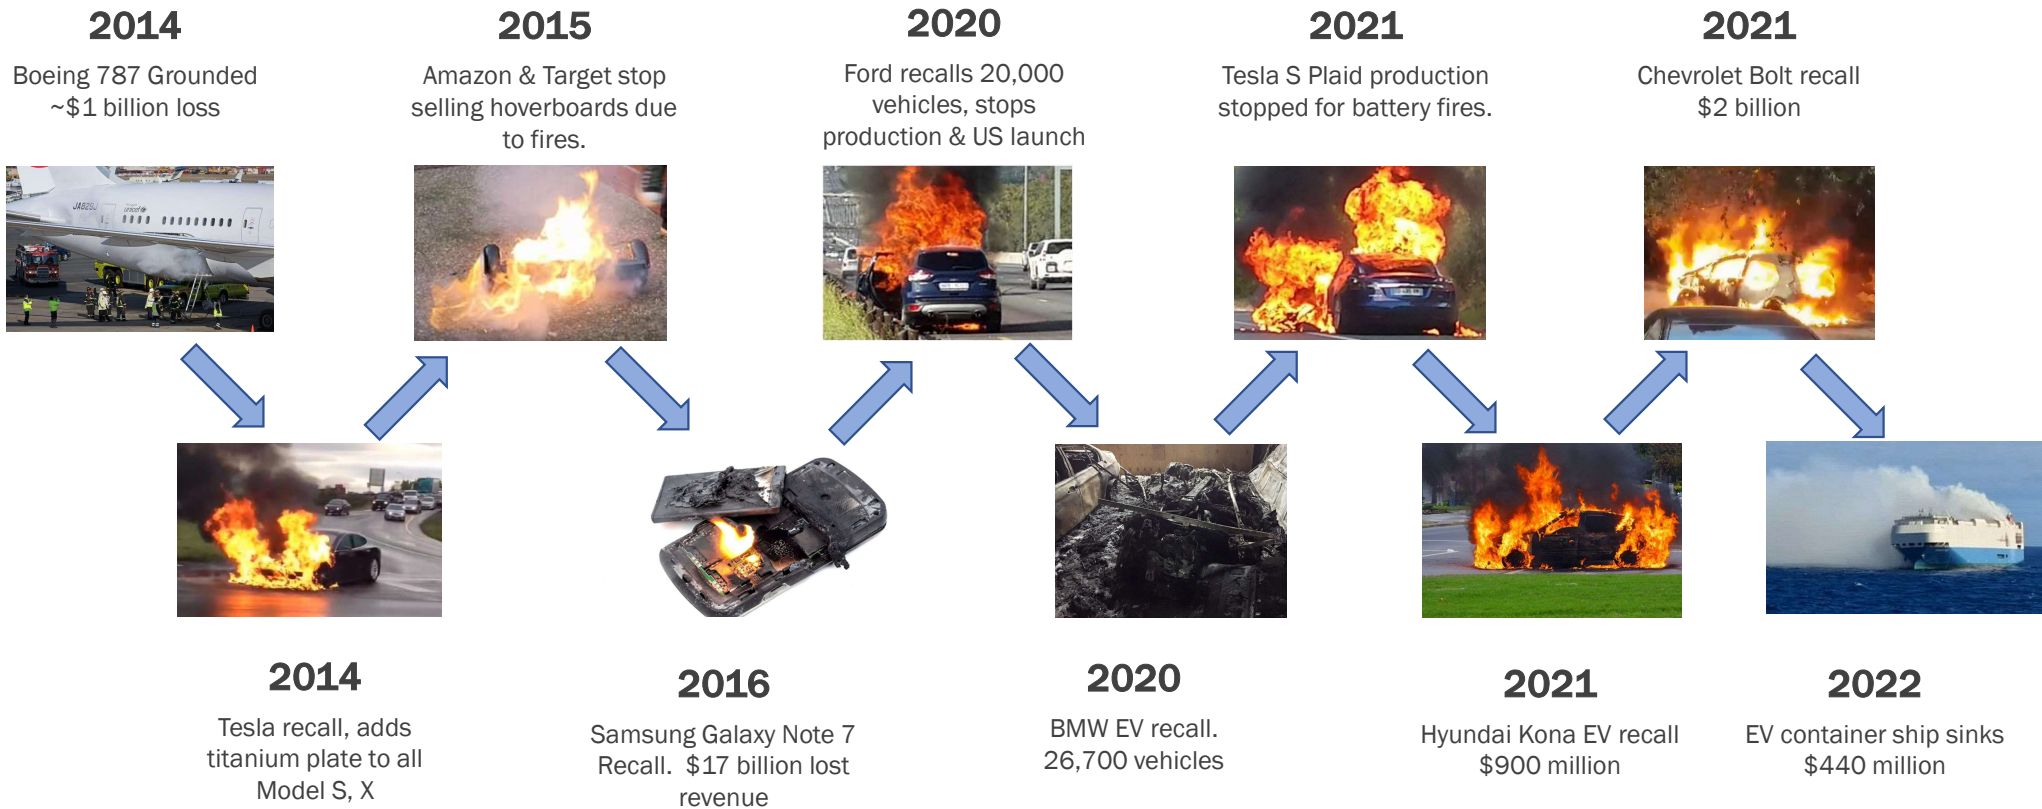 2014
Boeing 787 Grounded
~$1 billion loss
2014
Tesla recall, adds
titanium plate to all
Model S, X
2015
Amazon & Target stop
selling hoverboards due
to fires.
2016
Samsung Galaxy Note 7
Recall.  $17 billion lost
revenue
2020
Ford recalls 20,000
vehicles, stops
production & US launch
2020
BMW EV recall.
26,700 vehicles
2021
Tesla S Plaid production
stopped for battery fires.
2021
Hyundai Kona EV recall
$900 million
2021
Chevrolet Bolt recall
$2 billion
2022
EV container ship sinks
$440 million